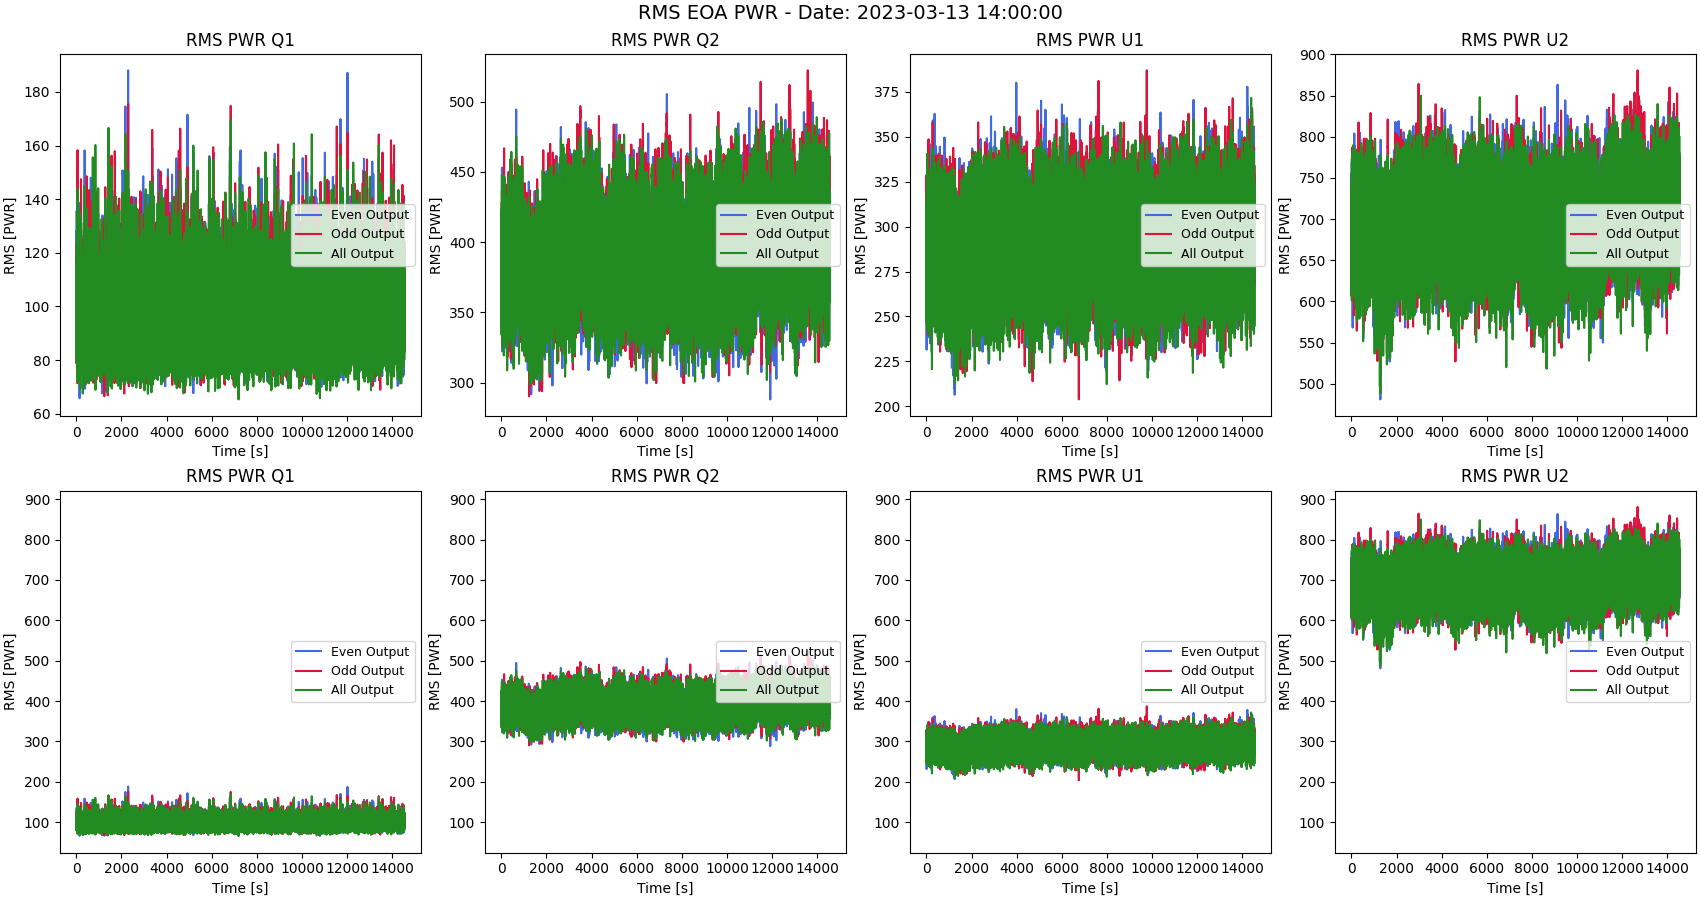 RMS EOA PWR - Date: 2023-03-13 14:00:00
RMS PWR Q1
RMS [PWR]
180
160
140
120
100
80
60
0 2000 4000 6000 8000 10000 12000 14000
Time [s]
Even Output
Odd Output
All Output
RMS PWR Q2
RMS [PWR]
500
450
400
350
300
0 2000 4000 6000 8000 10000 12000 14000
Time [s]
Even Output
Odd Output
All Output
RMS PWR U1
RMS [PWR]
375
350
325
300
275
250
225
200
0 2000 4000 6000 8000 10000 12000 14000
Time [s]
Even Output
Odd Output
All Output
RMS PWR U2
RMS [PWR]
900
850
800
750
700
650
600
550
500
0 2000 4000 6000 8000 10000 12000 14000
Time [s]
Even Output
Odd Output
All Output
RMS PWR Q1
RMS [PWR]
900
800
700
600
500
400
300
200
100
0 2000 4000 6000 8000 10000 12000 14000
Time [s]
Even Output
Odd Output
All Output
RMS PWR Q2
RMS [PWR]
900
800
700
600
500
400
300
200
100
0 2000 4000 6000 8000 10000 12000 14000
Time [s]
Even Output
Odd Output
All Output
RMS PWR U1
RMS [PWR]
900
800
700
600
500
400
300
200
100
0 2000 4000 6000 8000 10000 12000 14000
Time [s]
Even Output
Odd Output
All Output
RMS PWR U2
RMS [PWR]
900
800
700
600
500
400
300
200
100
0 2000 4000 6000 8000 10000 12000 14000
Time [s]
Even Output
Odd Output
All Output